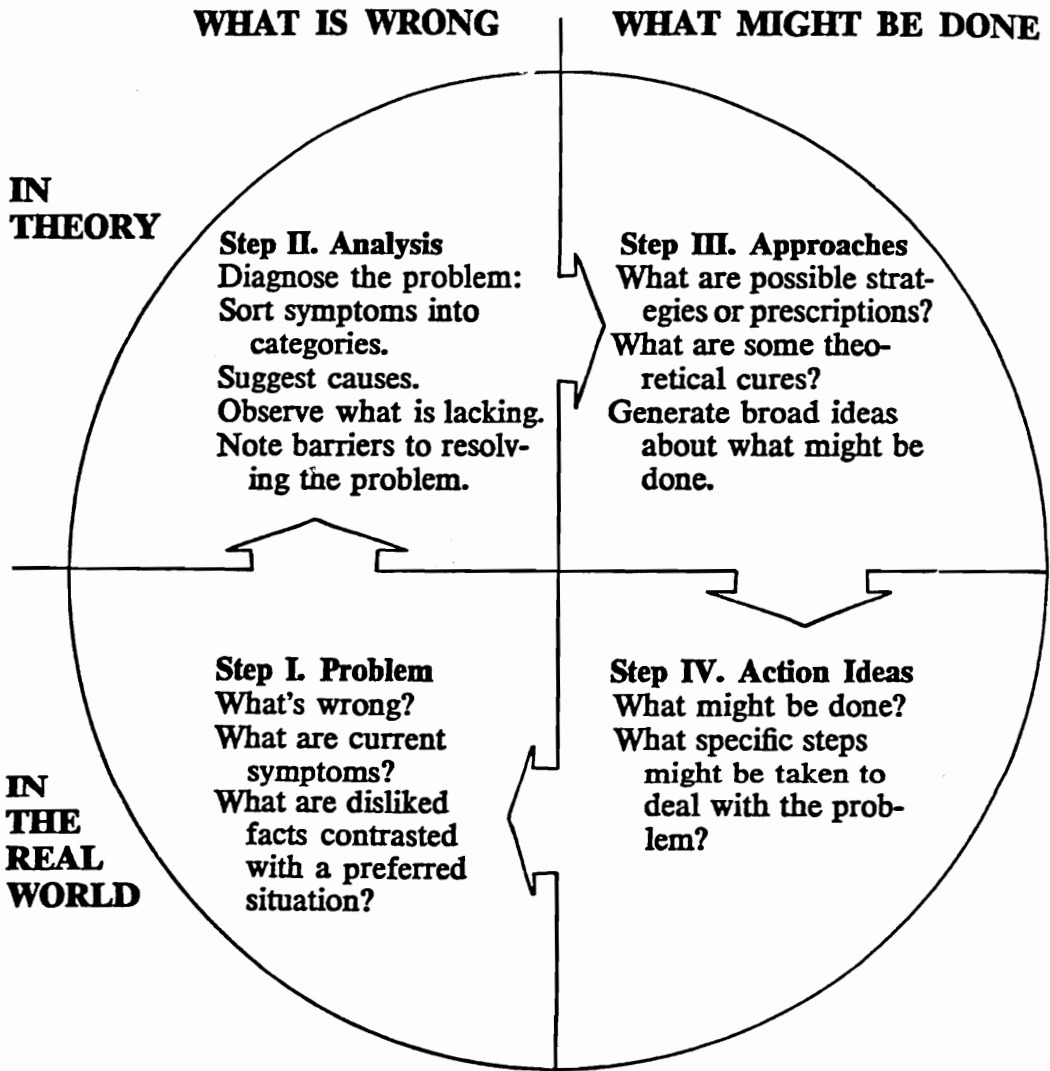 WHAT IS WRONG
WHAT MIGHT BE DONE
IN
THEORY
Step II. Analysis
Diagnose the problem:
Sort symptoms into
categories.
Suggest causes.
Observe what is lacking.
Note barriers to resolv-
ing the problem.
Step III. Approaches
What are possible strat-
egies or prescriptions?
What are some theo-
retical cures?
Generate broad ideas
about what might be
done.
IN
THE
REAL
WORLD
Step I. Problem
What's wrong?
What are current
symptoms?
What are disliked
facts contrasted
with a preferred
situation?
Step IV. Action Ideas
What might be done?
What specific steps
might be taken to
deal with the prob-
lem?